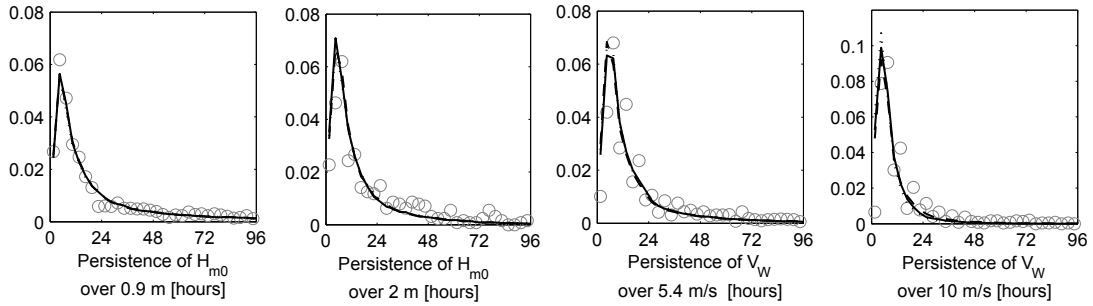 0.08
0.06
0.04
0.02
0
0 24 48 72 96
Persistence of H_m0
over 0.9 m [hours]
0.08
0.06
0.04
0.02
0
0 24 48 72 96
Persistence of H_m0
over 2 m [hours]
0.08
0.06
0.04
0.02
0
0 24 48 72 96
Persistence of V_W
over 5.4 m/s [hours]
0.1
0.08
0.06
0.04
0.02
0
0 24 48 72 96
Persistence of V_W
over 10 m/s [hours]